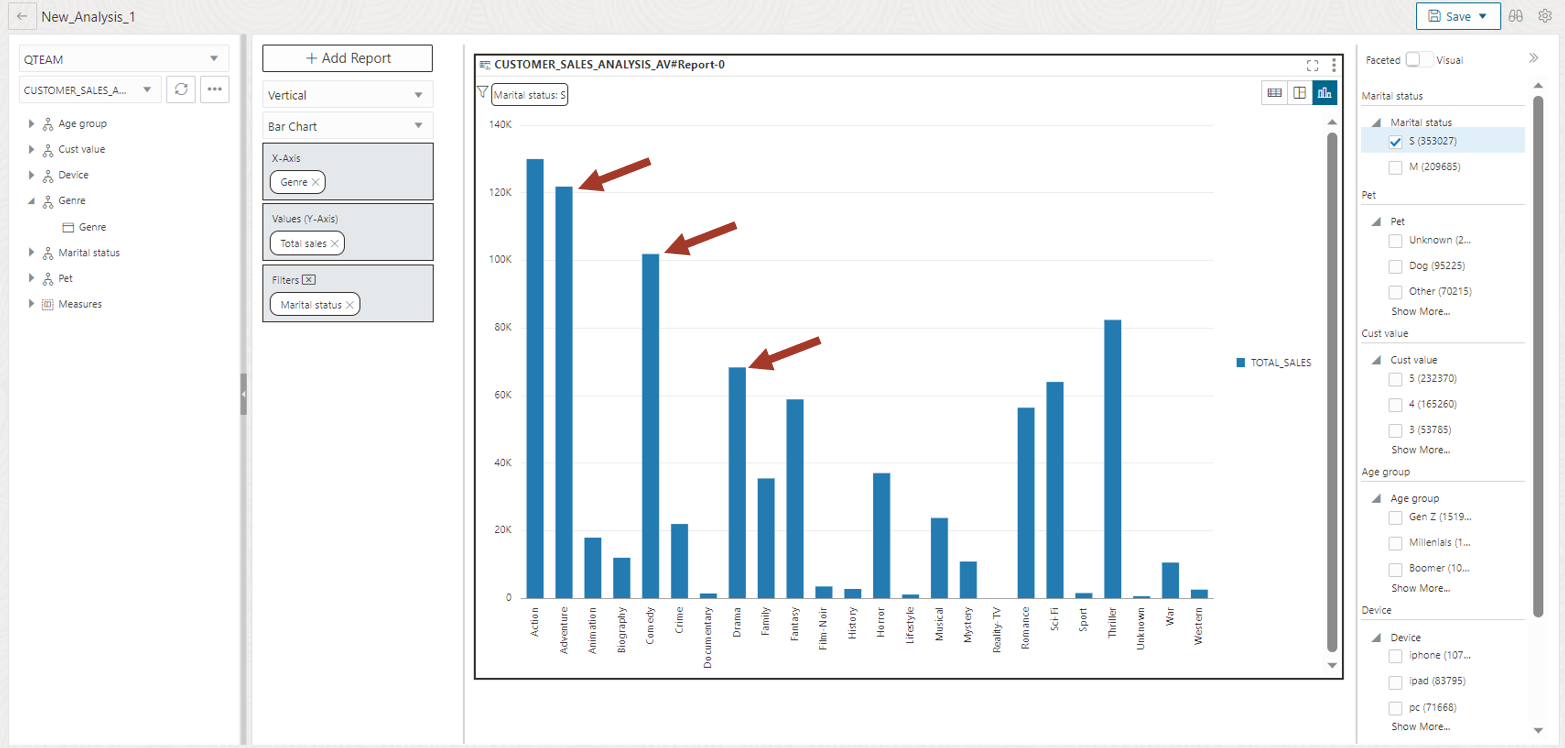 New_Analysis_1
Save
QTEAM
CUSTOMER_SALES_A...
Age group
Cust value
Device
Genre
Genre
Marital status
Pet
Measures
+ Add Report
Vertical
Bar Chart
X-Axis
Genre
Values (Y-Axis)
Total sales
Filters
Marital status
CUSTOMER_SALES_ANALYSIS_AV#Report-0
Marital status: S
140K
120K
100K
80K
60K
40K
20K
0
Action
Adventure
Animation
Biography
Comedy
Crime
Documentary
Drama
Family
Fantasy
Film-Noir
History
Horror
Lifestyle
Musical
Mystery
Reality-TV
Romance
Sci-Fi
Sport
Thriller
Unknown
War
Western
TOTAL_SALES
Faceted Visual
Marital status
Marital status
S (353027)
M (209685)
Pet
Pet
Unknown (2...
Dog (95225)
Other (70215)
Show More...
Cust value
Cust value
5 (232370)
4 (165260)
3 (53785)
Show More...
Age group
Age group
Gen Z (1519...
Millenials (1...
Boomer (10...
Show More...
Device
Device
iphone (107...
ipad (83795)
pc (71668)
Show More...